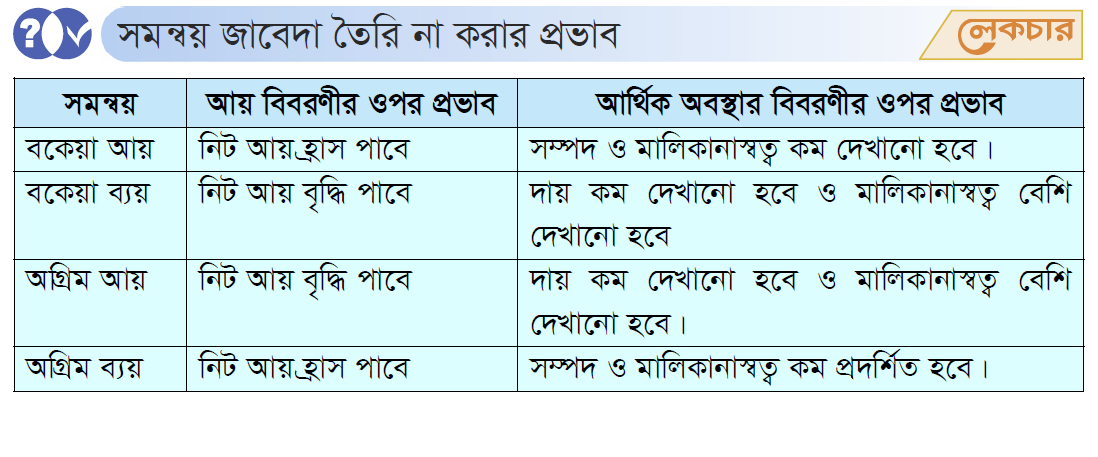 সমন্বয় জাবেদা তৈরি না করার প্রভাব
লেকচার
সমন্বয় আয় বিবরণীর ওপর প্রভাব আর্থিক অবস্থার বিবরণীর ওপর প্রভাব
বকেয়া আয় নিট আয় হ্রাস পাবে সম্পদ ও মালিকানাস্বত্ব কম দেখানো হবে।
বকেয়া ব্যয় নিট আয় বৃদ্ধি পাবে দায় কম দেখানো হবে ও মালিকানাস্বত্ব বেশি
দেখানো হবে
অগ্রিম আয় নিট আয় বৃদ্ধি পাবে দায় কম দেখানো হবে ও মালিকানাস্বত্ব বেশি
দেখানো হবে।
অগ্রিম ব্যয় নিট আয় হ্রাস পাবে সম্পদ ও মালিকানাস্বত্ব কম প্রদর্শিত হবে।